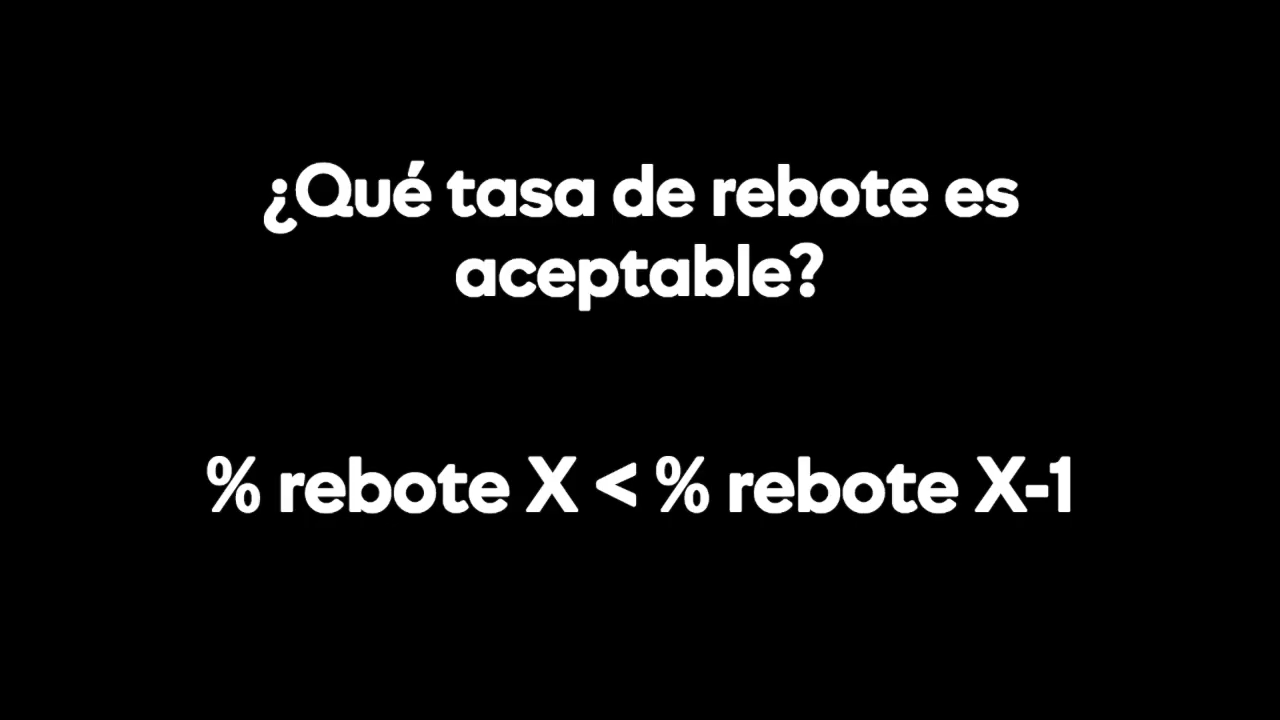 ¿Qué tasa de rebote es
aceptable?
% rebote X < % rebote X-1